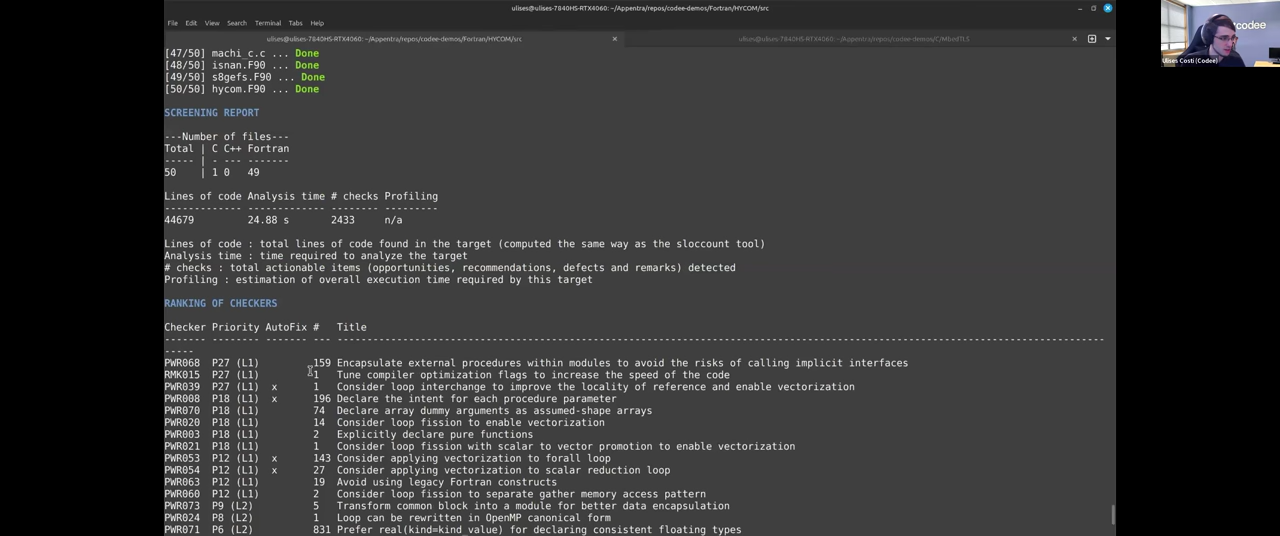 ulises@ulises-7840HS-RTX4060: ~/Appentra/repos/codee-demos/Fortran/HYCOM/src
File Edit View Search Terminal Tabs Help
ulises@ulises-7840HS-RTX4060: ~/Appentra/repos/codee-demos/Fortran/HYCOM/src
ulises@ulises-7840HS-RTX4060: ~/Appentra/repos/codee-demos/C/MbedTLS
[47/50] machi_c.c ... Done
[48/50] isnan.F90 ... Done
[49/50] s8gefs.F90 ... Done
[50/50] hycom.F90 ... Done
SCREENING REPORT
---Number of files---
Total | C C++ Fortran
----- | - --- -------
50 | 1 0 49
Lines of code Analysis time # checks Profiling
------------- ------------- -------- ---------
44679 24.88 s 2433 n/a
Lines of code : total lines of code found in the target (computed the same way as the sloccount tool)
Analysis time : time required to analyze the target
# checks : total actionable items (opportunities, recommendations, defects and remarks) detected
Profiling : estimation of overall execution time required by this target
RANKING OF CHECKERS
Checker Priority AutoFix # Title
PWR068 P27 (L1) 159 Encapsulate external procedures within modules to avoid the risks of calling implicit interfaces
RMK015 P27 (L1) 1 Tune compiler optimization flags to increase the speed of the code
PWR039 P27 (L1) x 1 Consider loop interchange to improve the locality of reference and enable vectorization
PWR008 P18 (L1) x 196 Declare the intent for each procedure parameter
PWR070 P18 (L1) 74 Declare array dummy arguments as assumed-shape arrays
PWR020 P18 (L1) 14 Consider loop fission to enable vectorization
PWR003 P18 (L1) 2 Explicitly declare pure functions
PWR021 P18 (L1) 1 Consider loop fission with scalar to vector promotion to enable vectorization
PWR053 P12 (L1) x 143 Consider applying vectorization to forall loop
PWR054 P12 (L1) x 27 Consider applying vectorization to scalar reduction loop
PWR063 P12 (L1) 19 Avoid using legacy Fortran constructs
PWR060 P12 (L1) 2 Consider loop fission to separate gather memory access pattern
PWR073 P9 (L2) 5 Transform common block into a module for better data encapsulation
PWR024 P8 (L2) 1 Loop can be rewritten in OpenMP canonical form
PWR071 P6 (L2) 831 Prefer real(kind=kind_value) for declaring consistent floating types
codee
Ulises Costi (Codee)